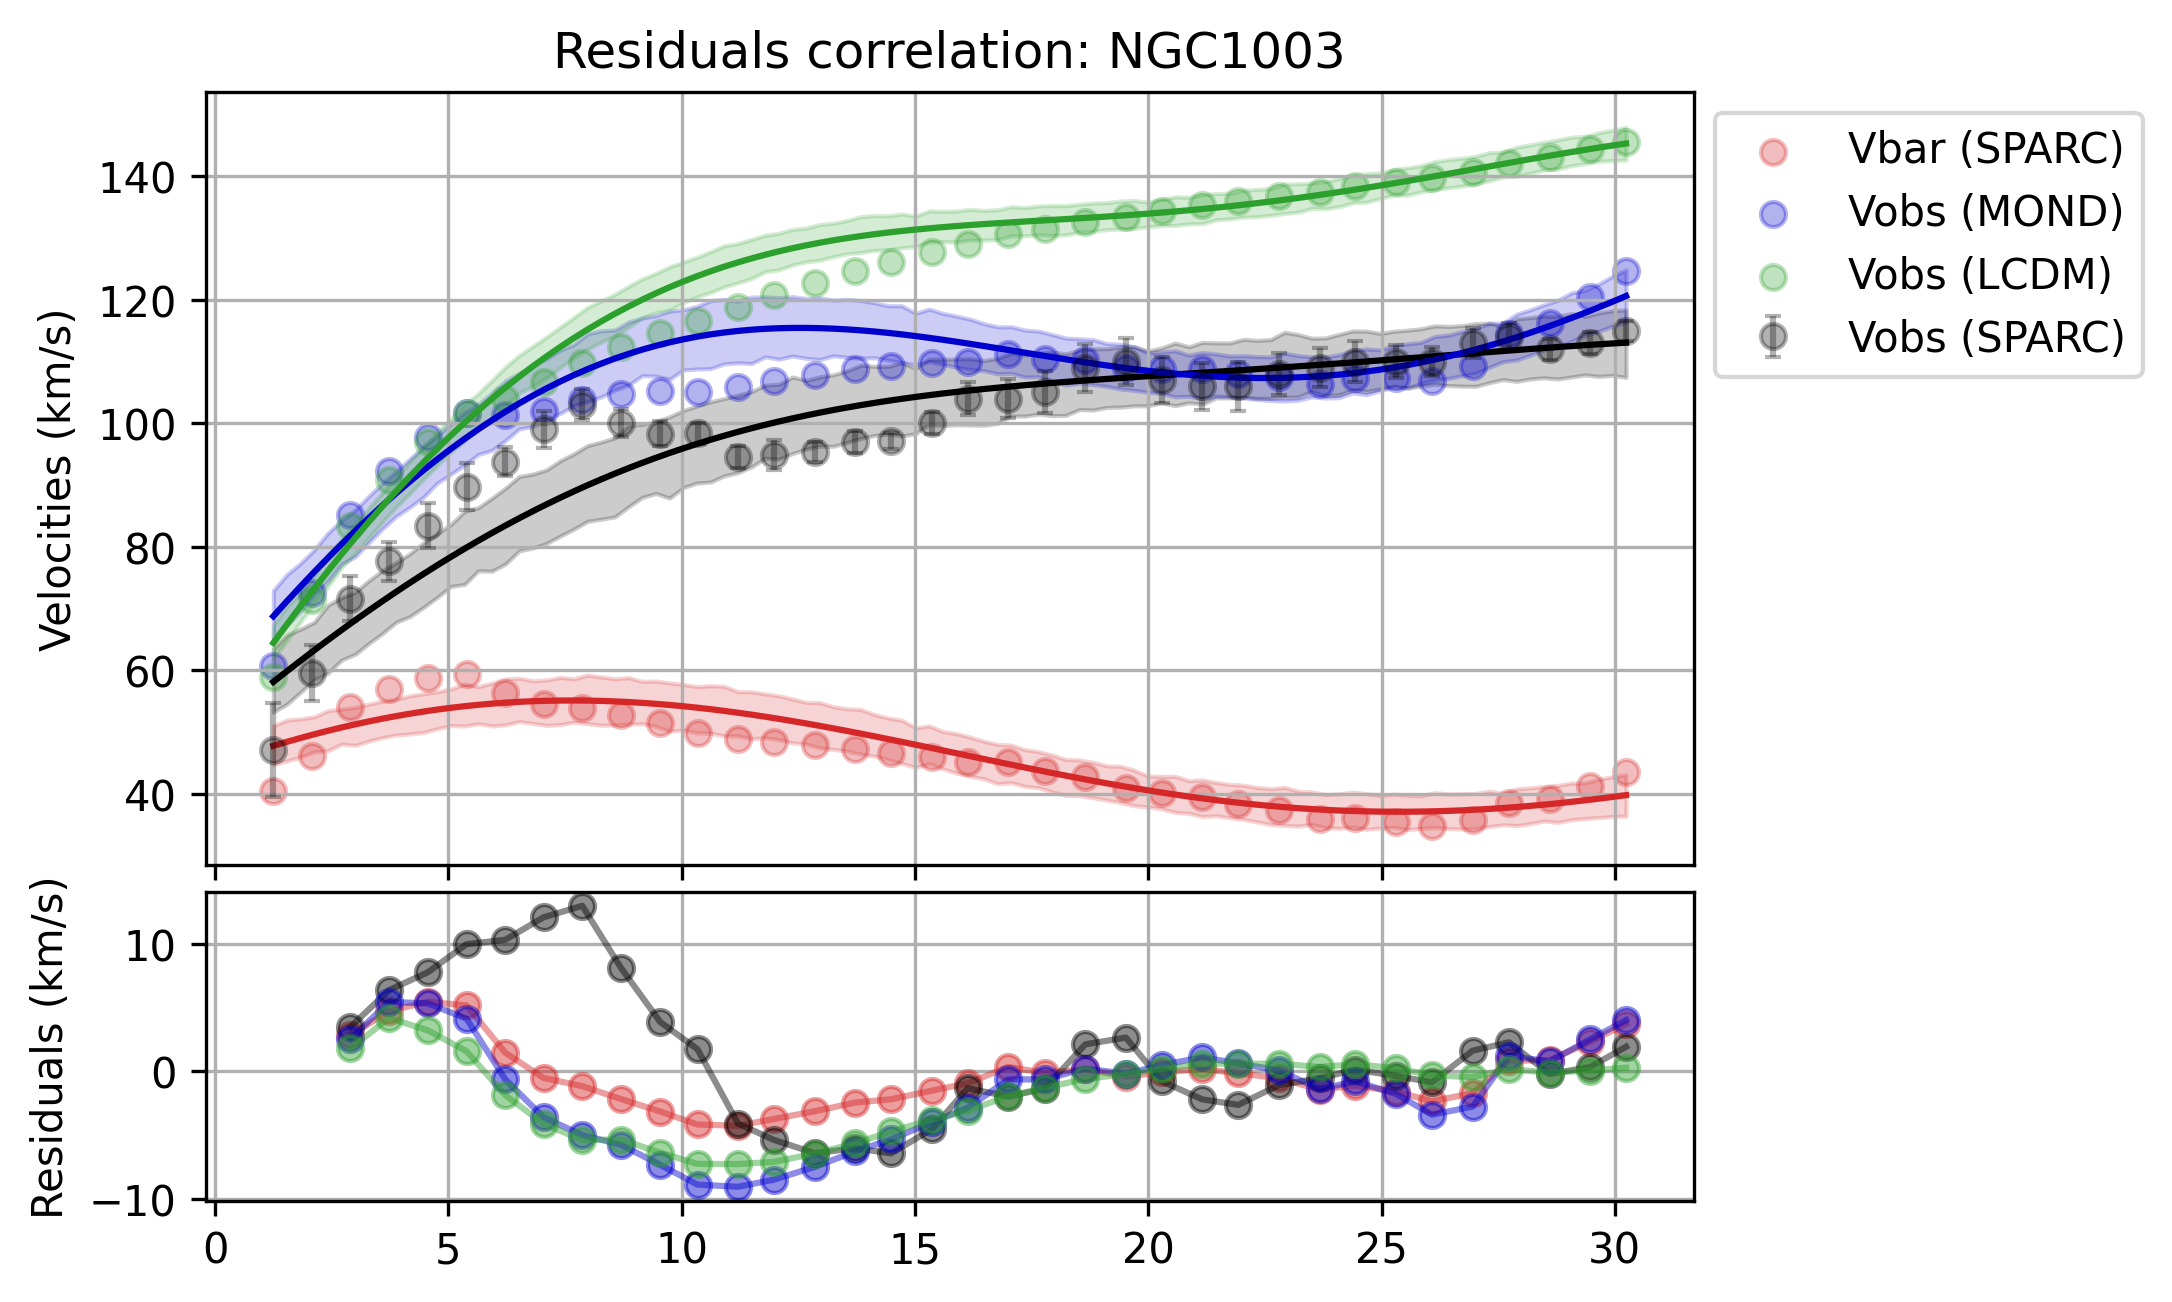 Residuals correlation: NGC1003
Velocities (km/s)
140
120
100
80
60
40
Vbar (SPARC)
Vobs (MOND)
Vobs (LCDM)
Vobs (SPARC)
Residuals (km/s)
10
0
−10
0 5 10 15 20 25 30